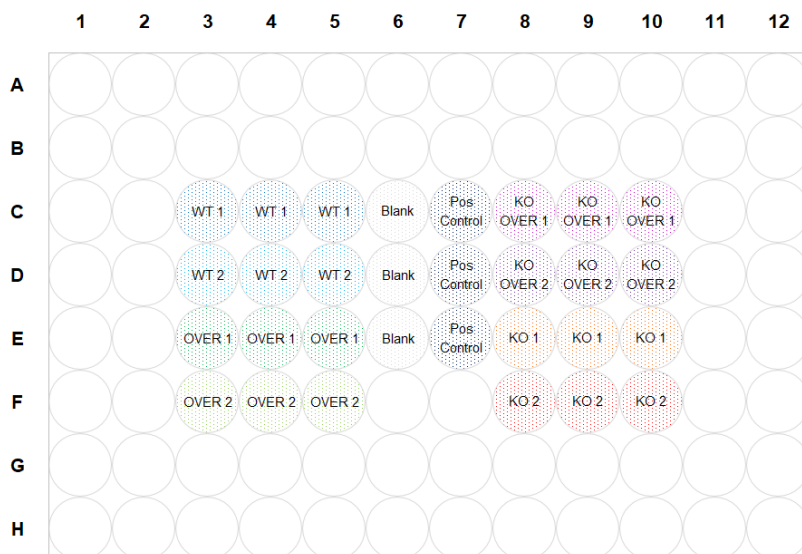 1 2 3 4 5 6 7 8 9 10 11 12
A
B
C WT 1 WT 1 WT 1 Blank Pos Control KO OVER 1 KO OVER 1 KO OVER 1
D WT 2 WT 2 WT 2 Blank Pos Control KO OVER 2 KO OVER 2 KO OVER 2
E OVER 1 OVER 1 OVER 1 Blank Pos Control KO 1 KO 1 KO 1
F OVER 2 OVER 2 OVER 2 KO 2 KO 2 KO 2
G
H